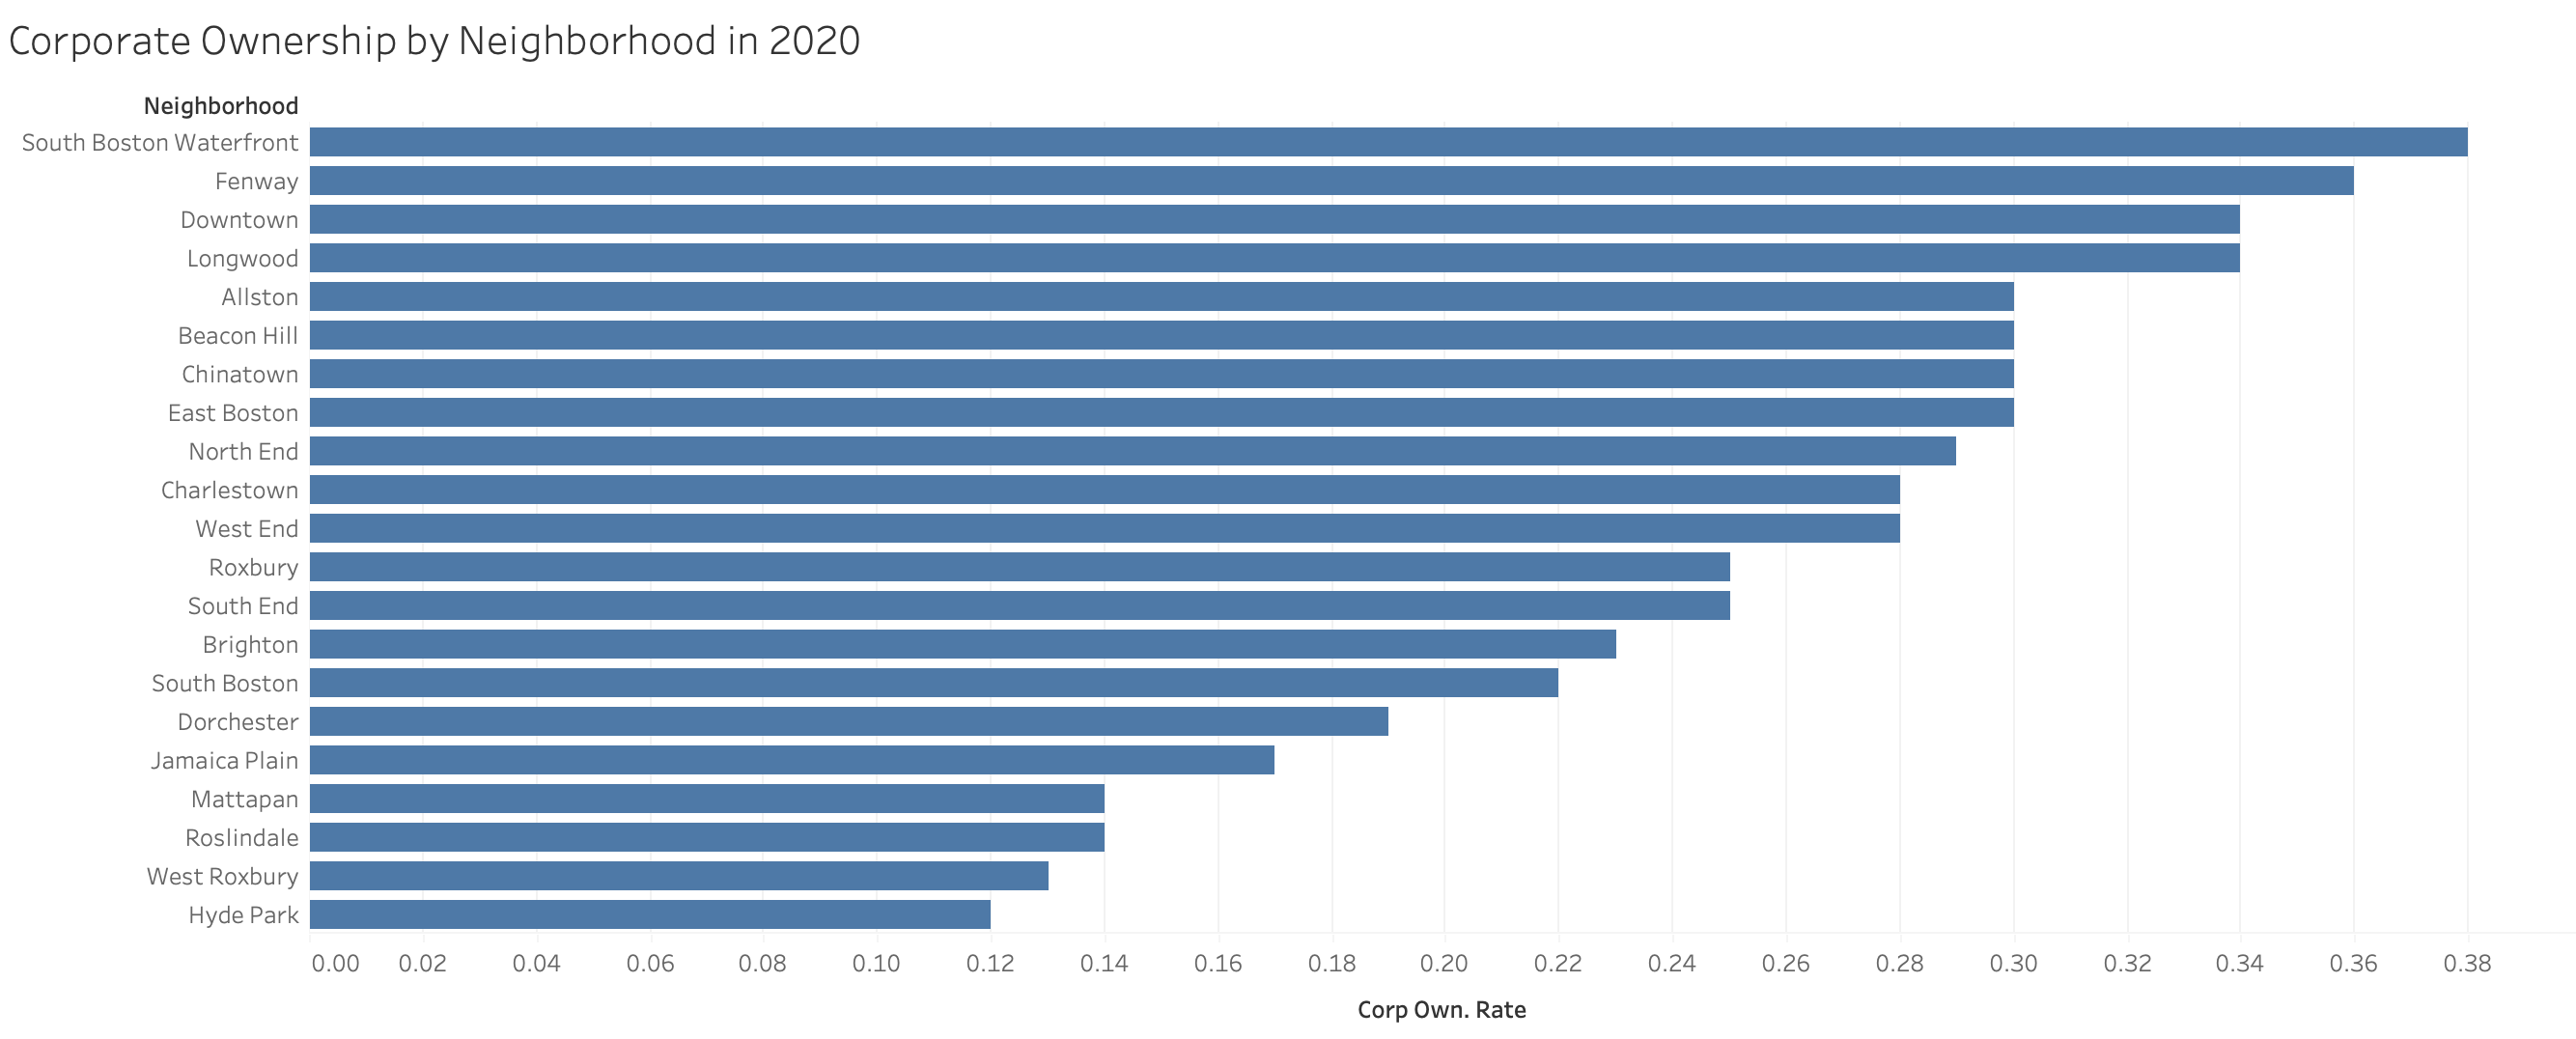 Corporate Ownership by Neighborhood in 2020
Neighborhood
South Boston Waterfront
Fenway
Downtown
Longwood
Allston
Beacon Hill
Chinatown
East Boston
North End
Charlestown
West End
Roxbury
South End
Brighton
South Boston
Dorchester
Jamaica Plain
Mattapan
Roslindale
West Roxbury
Hyde Park
0.00 0.02 0.04 0.06 0.08 0.10 0.12 0.14 0.16 0.18 0.20 0.22 0.24 0.26 0.28 0.30 0.32 0.34 0.36 0.38
Corp Own. Rate